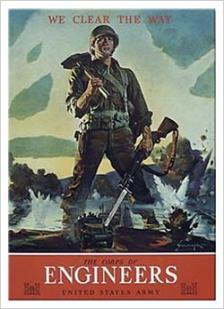 WE CLEAR THE WAY
THE CORPS OF
ENGINEERS
UNITED STATES ARMY